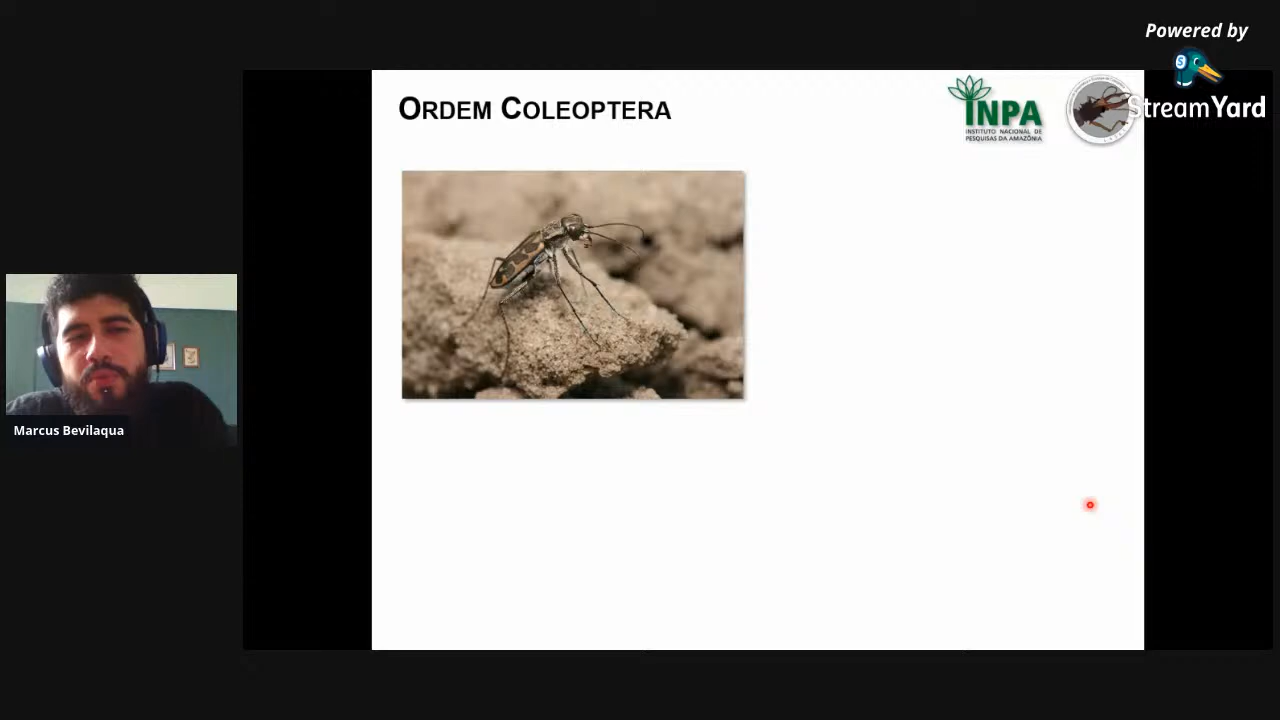 Powered by
StreamYard
ORDEM COLEOPTERA
INPA
INSTITUTO NACIONAL DE
PESQUISAS DA AMAZÔNIA
Marcus Bevilaqua